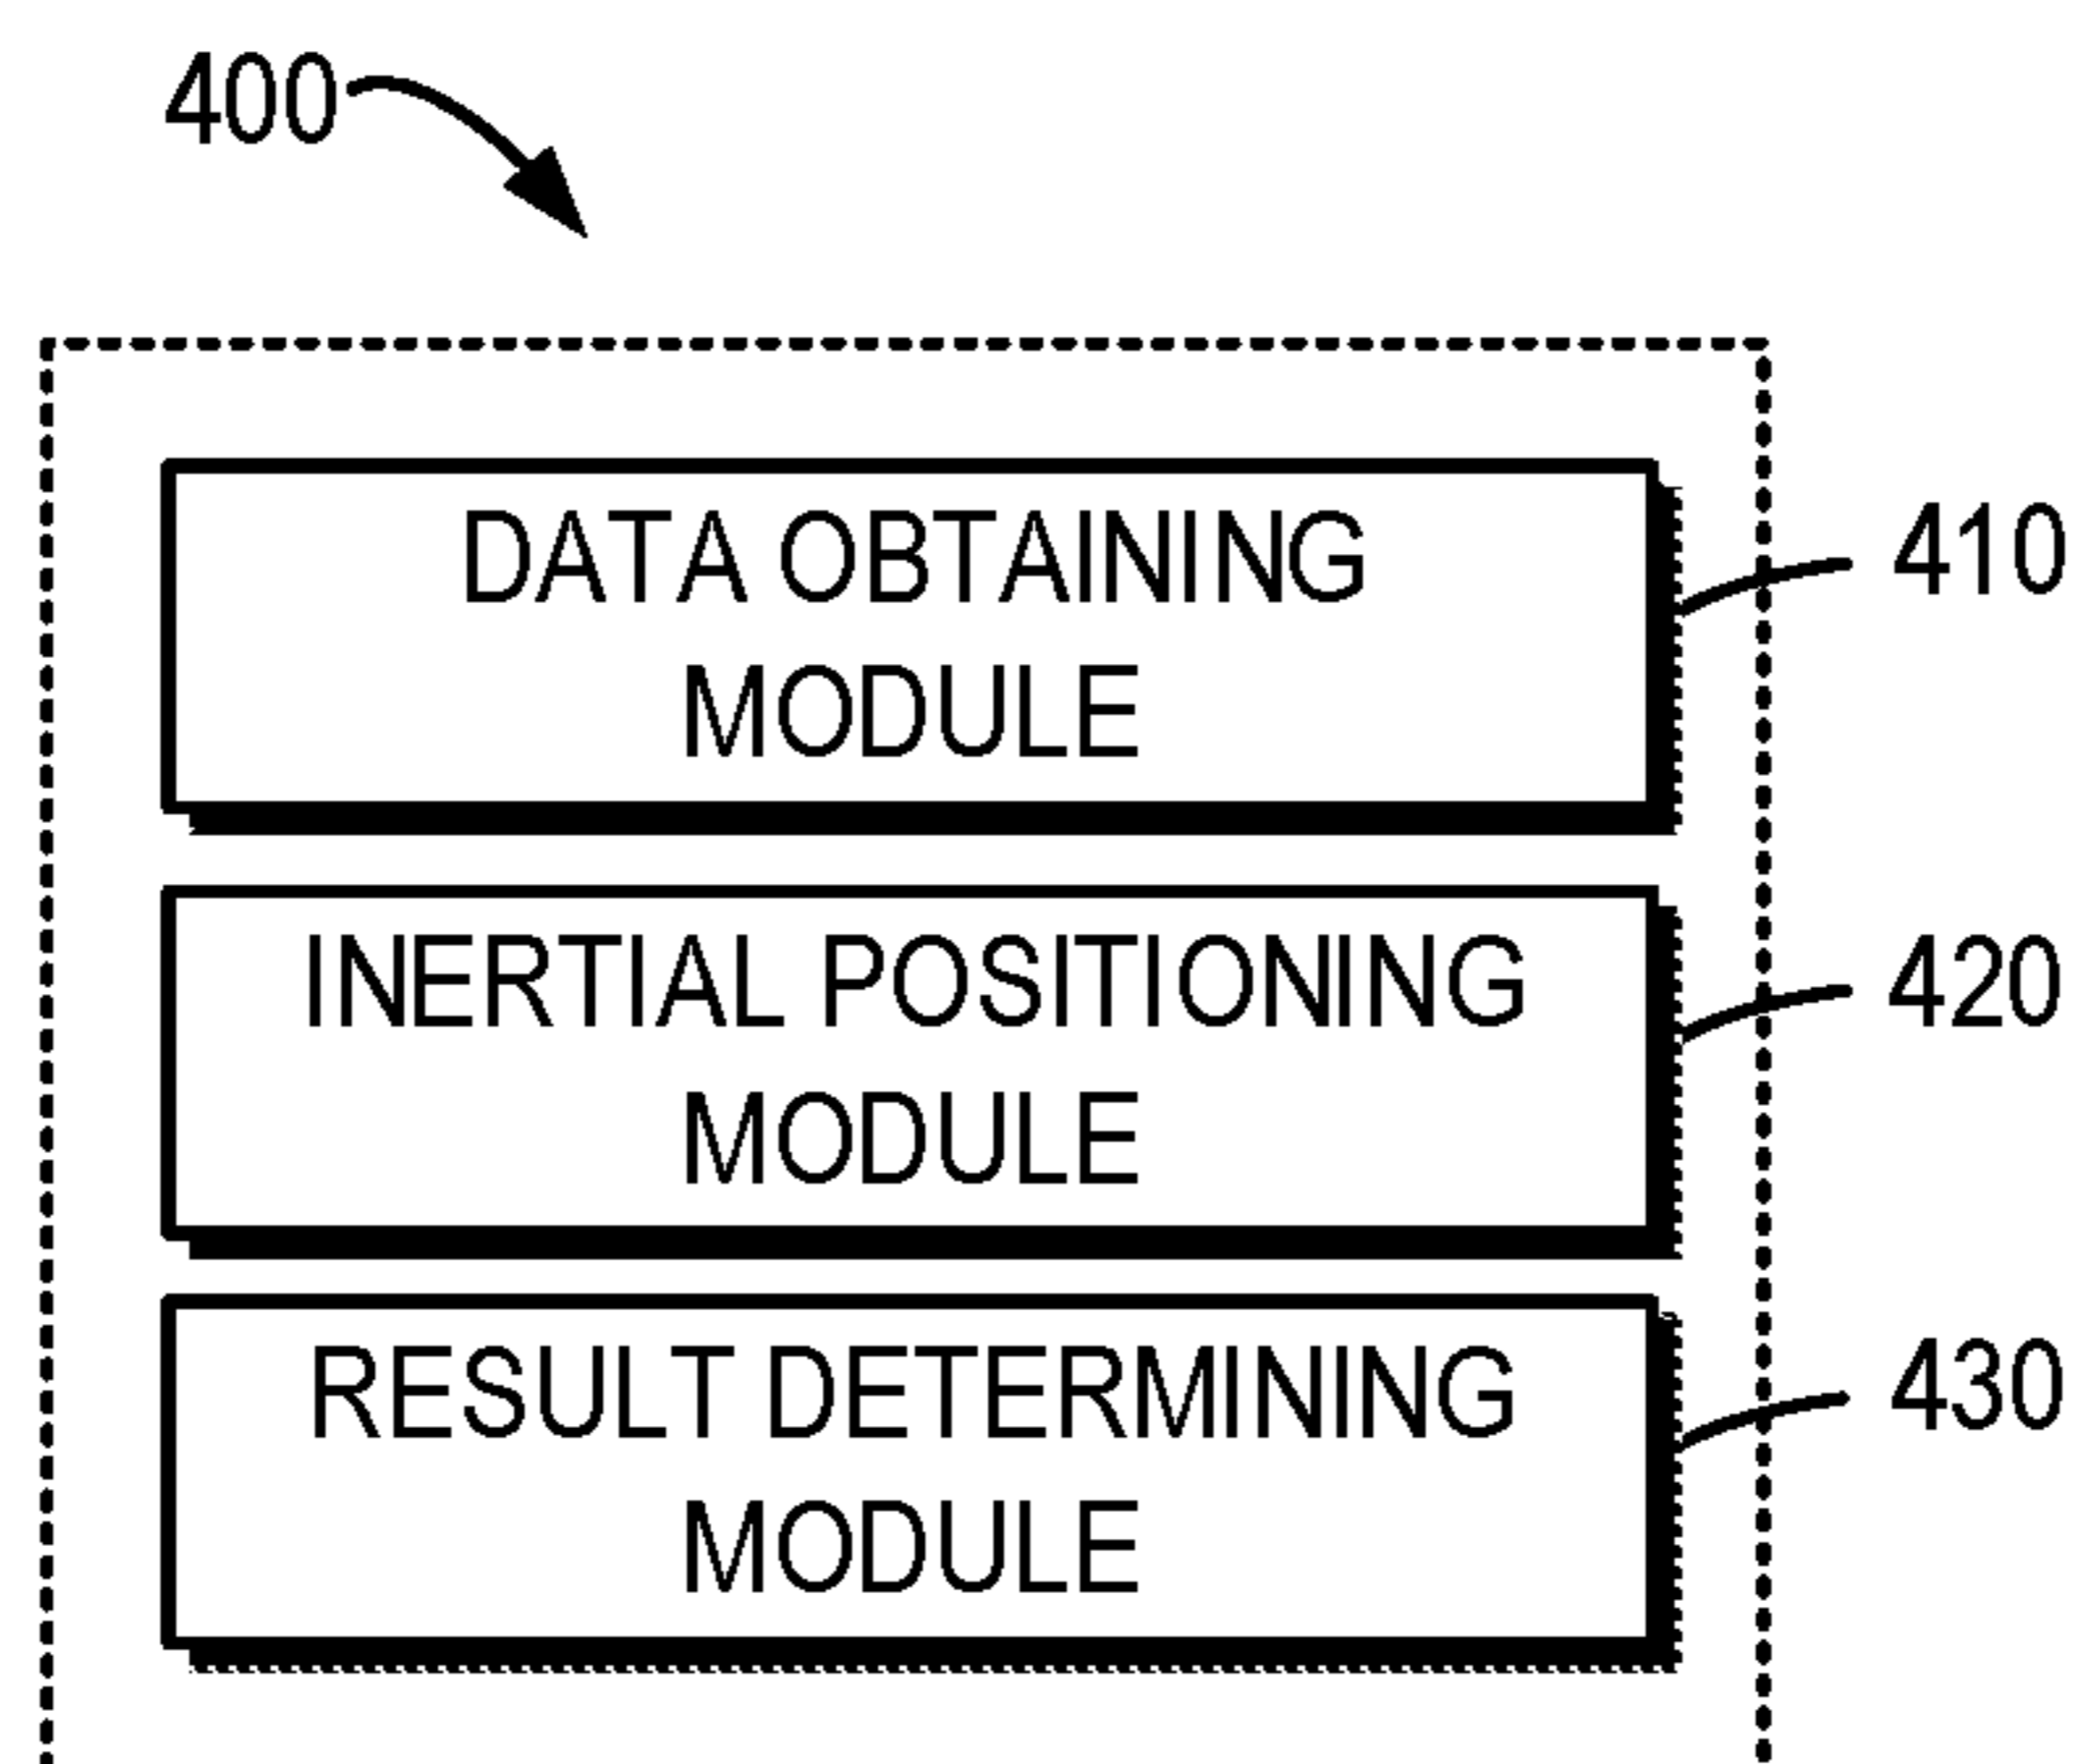 400
DATA OBTAINING
MODULE
410
INERTIAL POSITIONING
MODULE
420
RESULT DETERMINING
MODULE
430